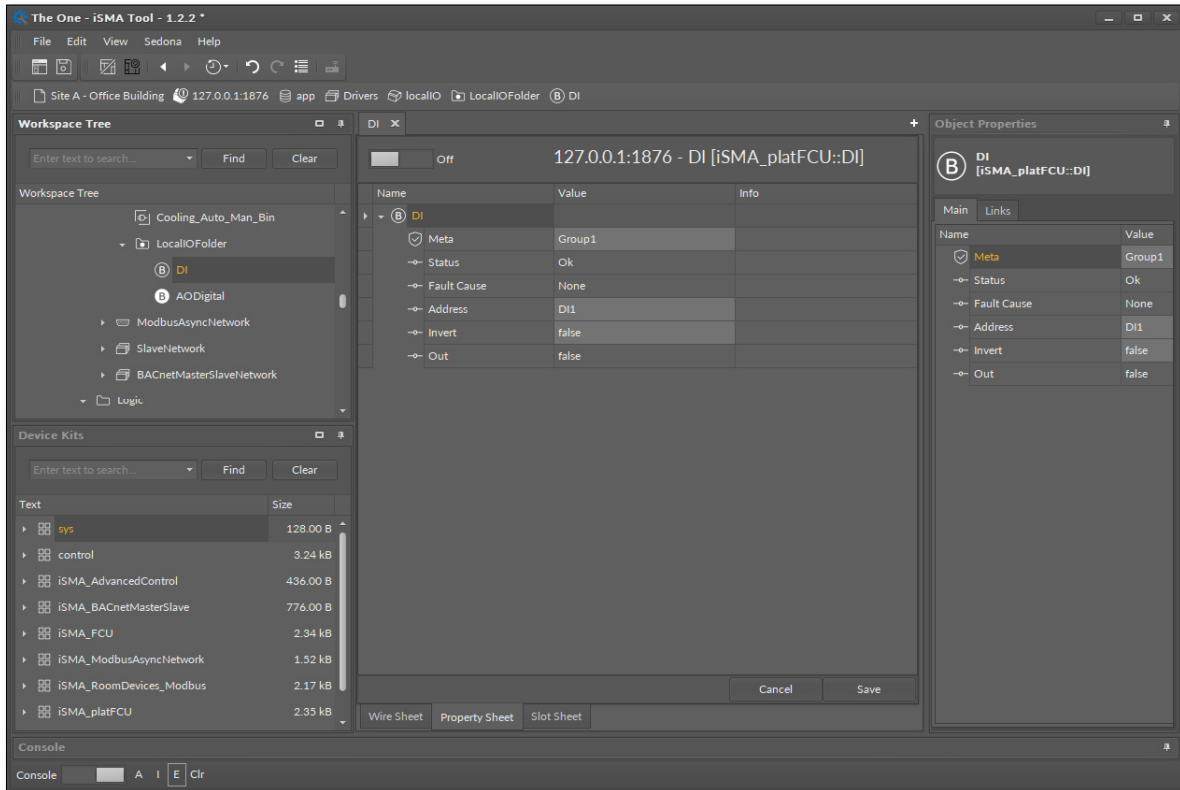 The One - iSMA Tool - 1.2.2 *
File Edit View Sedona Help
Site A - Office Building 127.0.0.1:1876 app Drivers localIO LocalIOFolder B DI
Workspace Tree
Enter text to search... Find Clear
Workspace Tree
Cooling_Auto_Man_Bin
LocalIOFolder
B DI
B AODigital
ModbusAsyncNetwork
SlaveNetwork
BACnetMasterSlaveNetwork
Logic
Device Kits
Enter text to search... Find Clear
Text Size
sys 128.00 B
control 3.24 kB
iSMA_AdvancedControl 436.00 B
iSMA_BACnetMasterSlave 776.00 B
iSMA_FCU 2.34 kB
iSMA_ModbusAsyncNetwork 1.52 kB
iSMA_RoomDevices_Modbus 2.17 kB
iSMA_platFCU 2.35 kB
DI
Off 127.0.0.1:1876 - DI [iSMA_platFCU::DI]
Name Value Info
B DI
Meta Group1
Status Ok
Fault Cause None
Address DI1
Invert false
Out false
Cancel Save
Wire Sheet Property Sheet Slot Sheet
Object Properties
B DI
[iSMA_platFCU::DI]
Main Links
Name Value
Meta Group1
Status Ok
Fault Cause None
Address DI1
Invert false
Out false
Console
Console A I E Clr